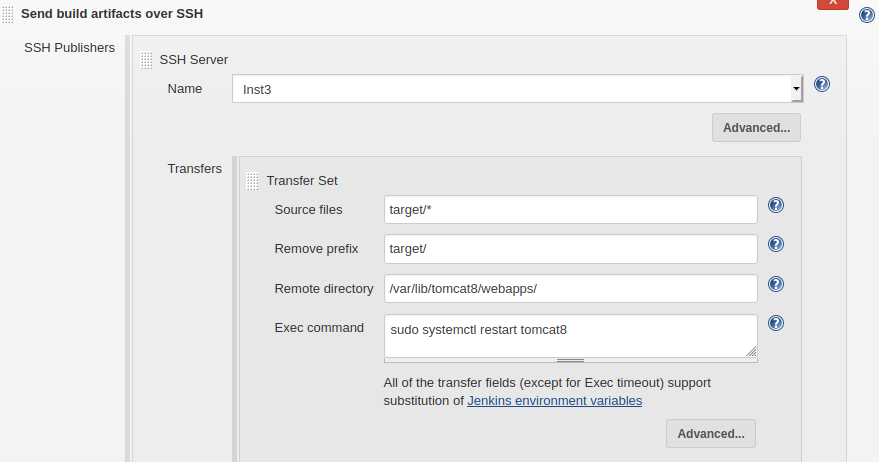 X
Send build artifacts over SSH
?
SSH Publishers
SSH Server
Name
Inst3
?
Advanced...
Transfers
Transfer Set
Source files
target/*
?
Remove prefix
target/
?
Remote directory
/var/lib/tomcat8/webapps/
?
Exec command
sudo systemctl restart tomcat8
?
All of the transfer fields (except for Exec timeout) support
substitution of Jenkins environment variables
Advanced...